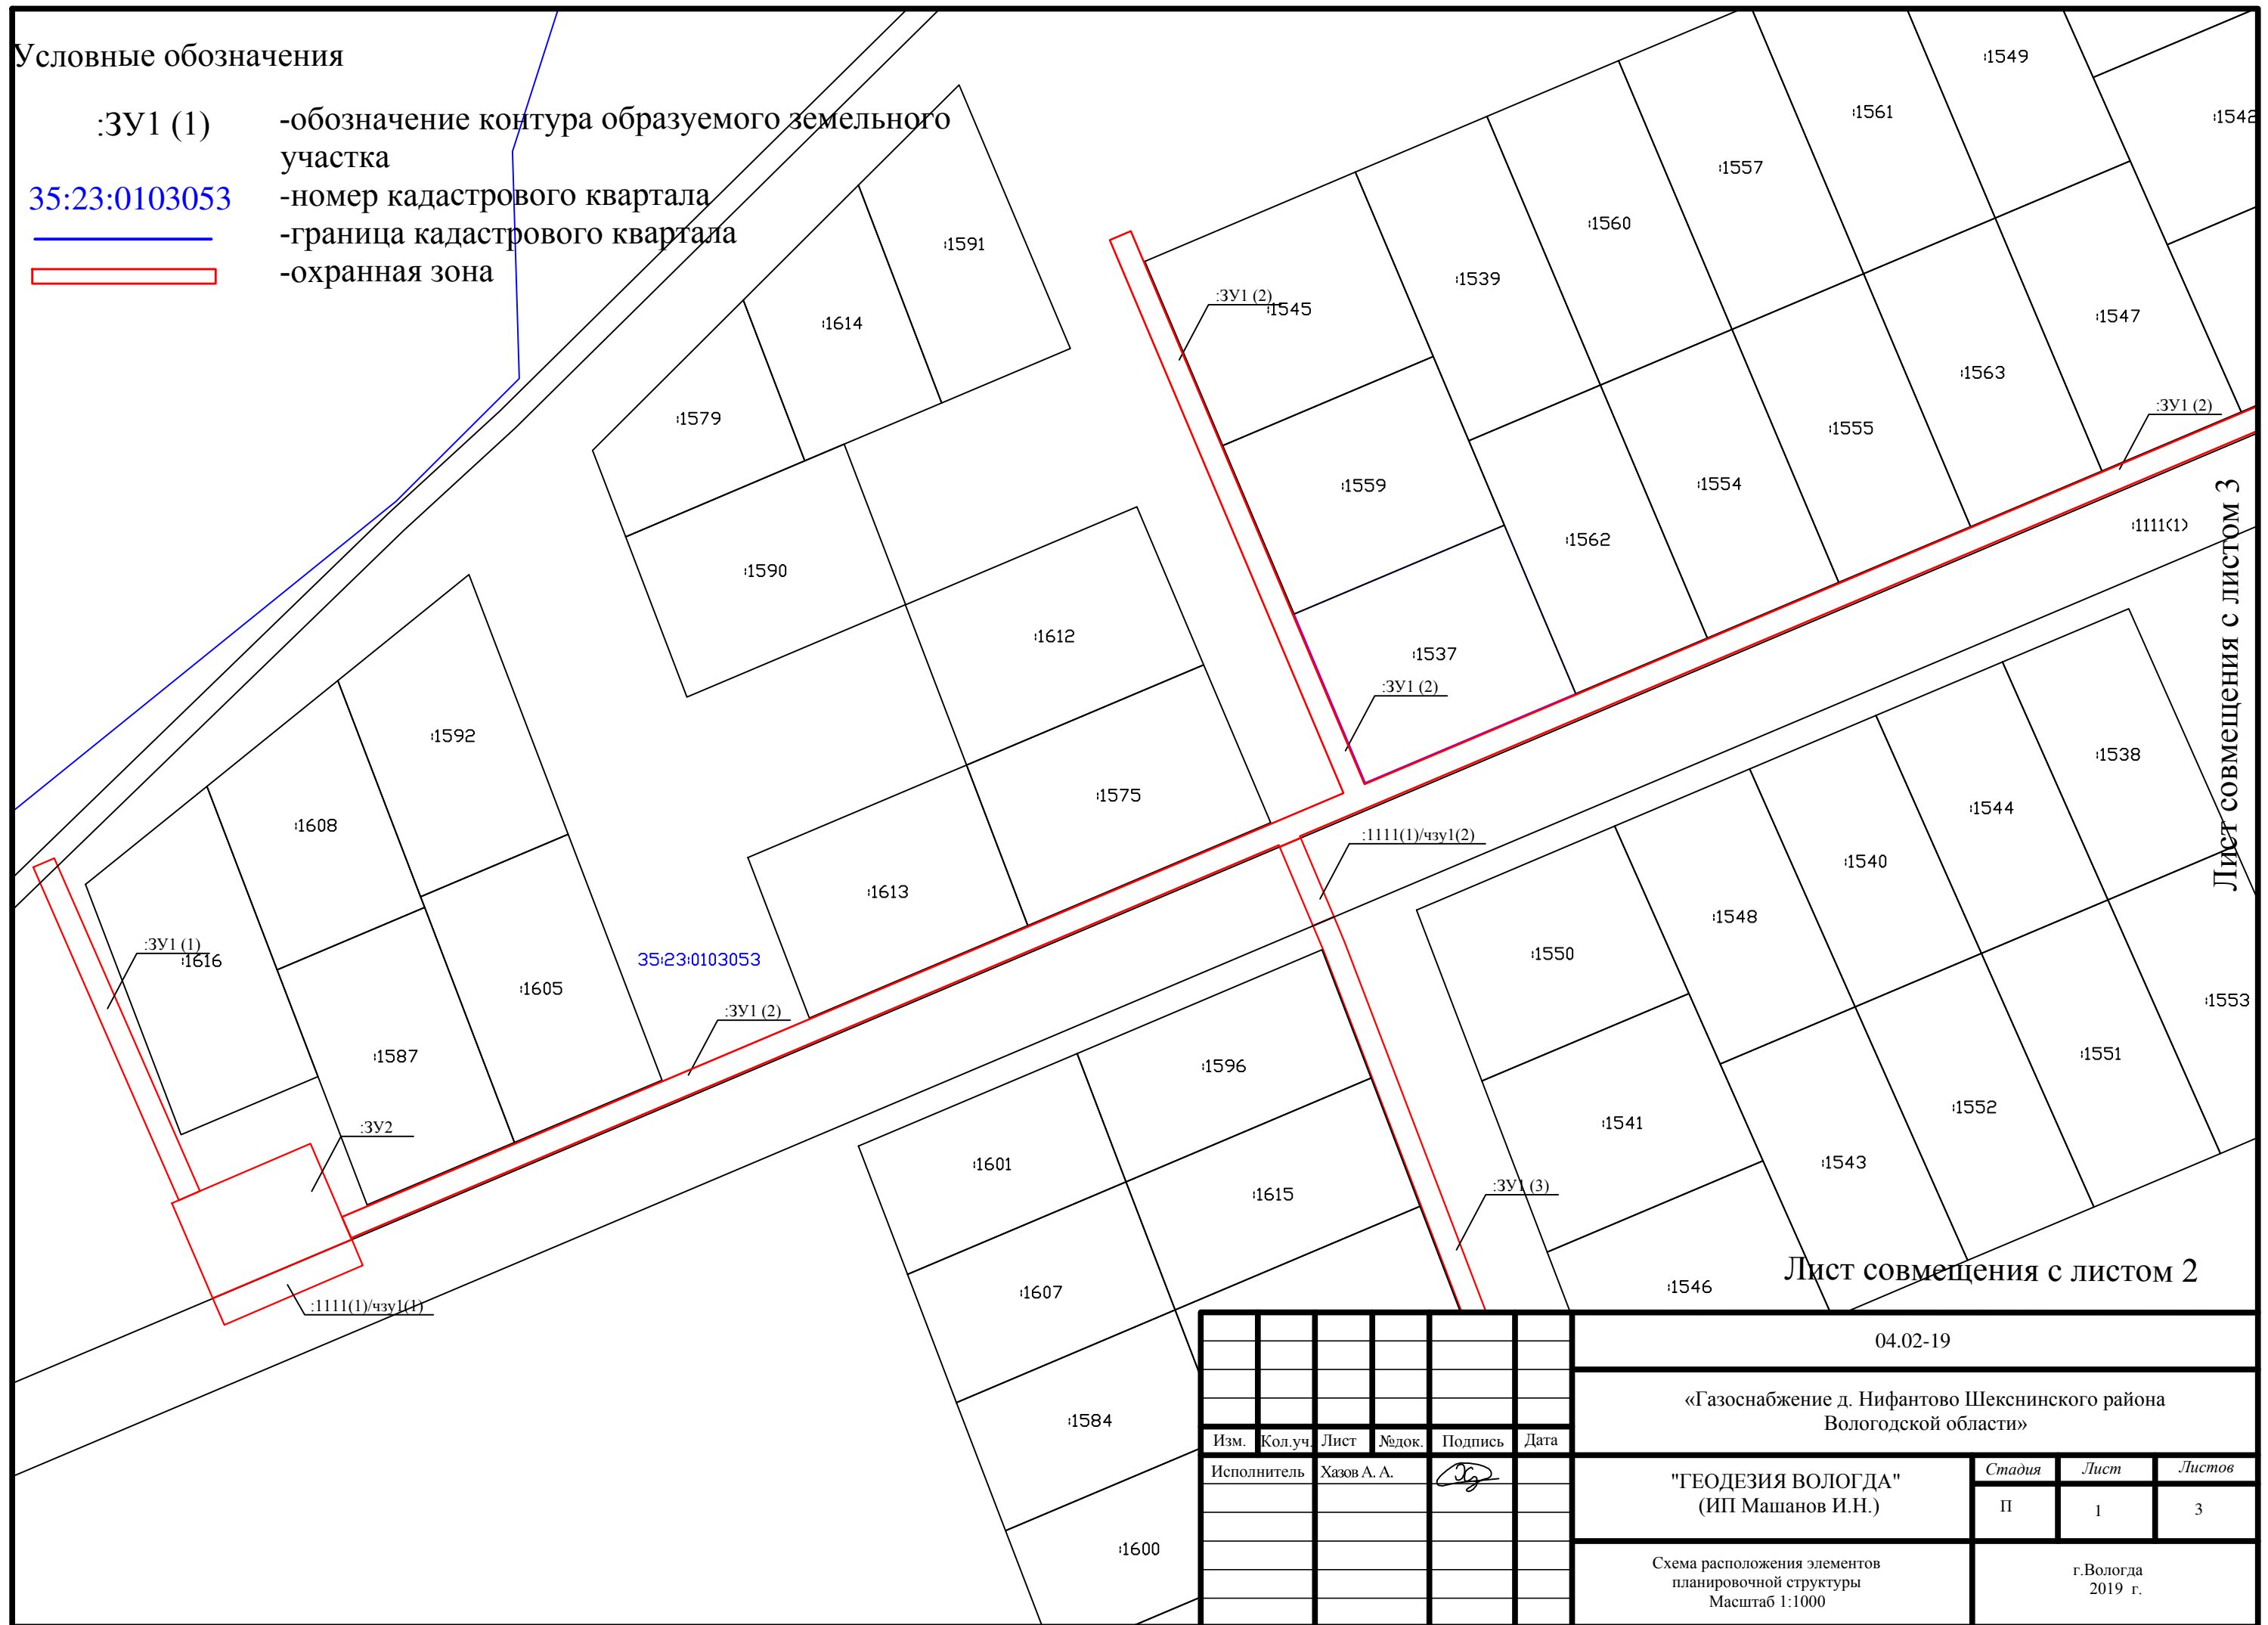 Условные обозначения
:ЗУ1 (1)
-обозначение контура образуемого земельного
участка
35:23:0103053
-номер кадастрового квартала
-граница кадастрового квартала
-охранная зона
:1549
:1542
:1561
:1557
:1560
:1591
:1539
:ЗУ1 (2)
:1545
:1614
:1547
:1563
:ЗУ1 (2)
:1579
:1555
:1559
:1554
:1111(1)
:1562
:1590
:1612
:1537
:ЗУ1 (2)
:1592
:1538
:1575
:1544
:1608
:1111(1)/чзу1(2)
:1540
:1613
:1548
:ЗУ1 (1)
:1616
35:23:0103053
:1550
:1605
:1553
:ЗУ1 (2)
:1587
:1596
:1551
:1552
:ЗУ2
:1541
:1601
:1543
:1615
:ЗУ1 (3)
:1607
:1546
:1111(1)/чзу1(1)
:1584
:1600
Лист совмещения с листом 3
Лист совмещения с листом 2
04.02-19
«Газоснабжение д. Нифантово Шекснинского района
Вологодской области»
Изм. Кол.уч. Лист №док. Подпись Дата
Исполнитель Хазов А. А.
"ГЕОДЕЗИЯ ВОЛОГДА"
(ИП Машанов И.Н.)
Стадия Лист Листов
П 1 3
Схема расположения элементов
планировочной структуры
Масштаб 1:1000
г.Вологда
2019 г.